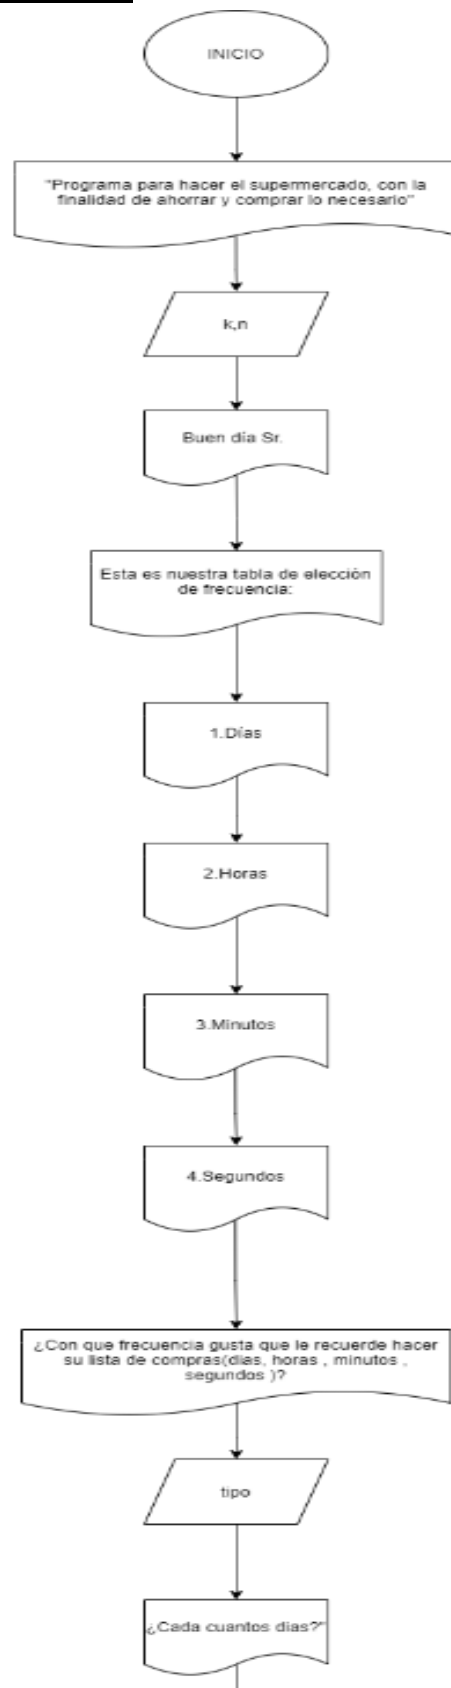 INICIO
"Programa para hacer el supermercado, con la
finalidad de ahorrar y comprar lo necesario"
k,n
Buen día Sr.
Esta es nuestra tabla de elección
de frecuencia:
1.Días
2.Horas
3.Minutos
4.Segundos
¿Con que frecuencia gusta que le recuerde hacer
su lista de compras(días, horas , minutos ,
segundos )?
tipo
¿Cada cuantos dias?"